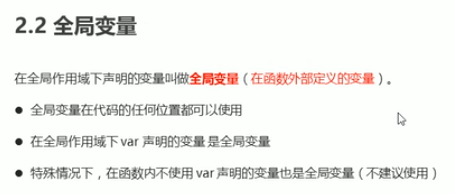 2.2 全局变量
在全局作用域下声明的变量叫做全局变量（在函数外部定义的变量）。
● 全局变量在代码的任何位置都可以使用
● 在全局作用域下 var 声明的变量 是全局变量
● 特殊情况下，在函数内不使用 var 声明的变量也是全局变量（不建议使用）